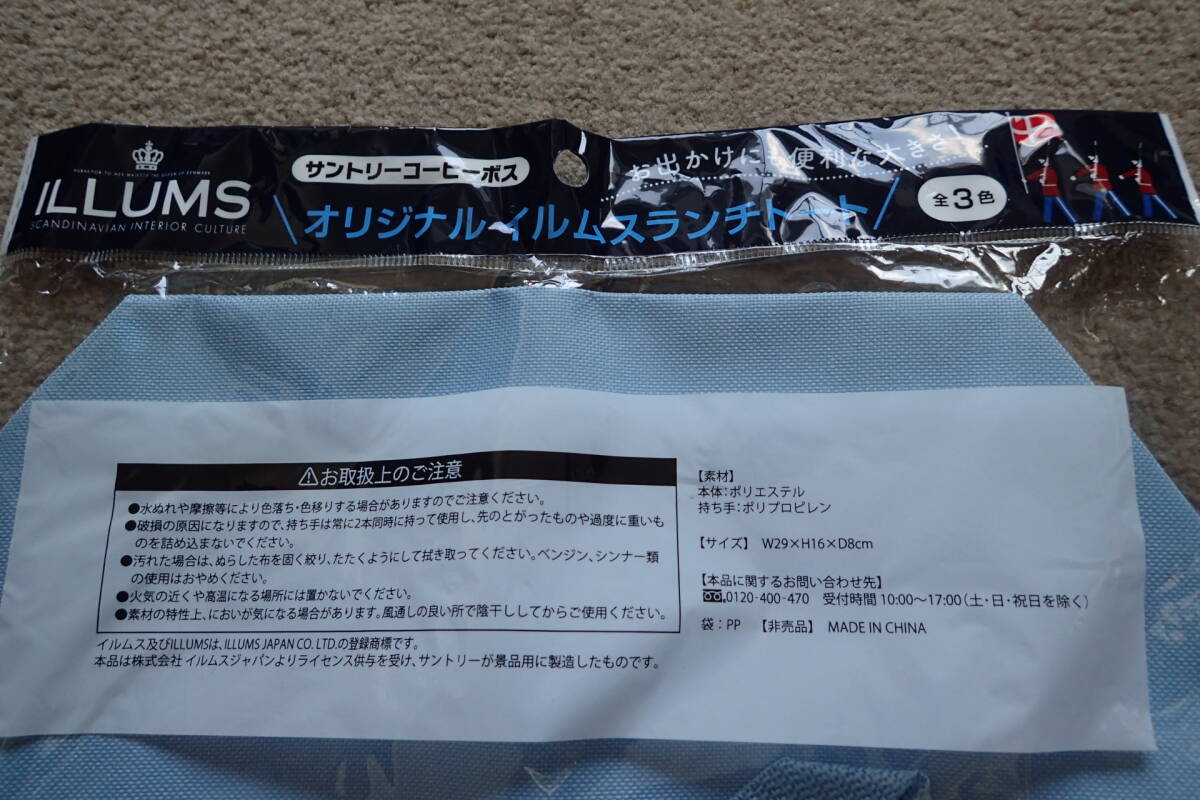 PURVEYOR TO HER MAJESTY THE QUEEN OF DENMARK
ILLUMS
SCANDINAVIAN INTERIOR CULTURE
サントリーコーヒーボス
オリジナルイルムスランチトート
お出かけにも便利な大きさ!
全3色
⚠お取扱上のご注意
●水ぬれや摩擦等により色落ち・色移りする場合がありますのでご注意ください。
●破損の原因になりますので、持ち手は常に2本同時に持って使用し、先のとがったものや過度に重いも
のを詰め込まないでください。
●汚れた場合は、ぬらした布を固く絞り、たたくようにして拭き取ってください。ベンジン、シンナー類
の使用はおやめください。
●火気の近くや高温になる場所には置かないでください。
●素材の特性上、においが気になる場合があります。風通しの良い所で陰干ししてからご使用ください。
イルムス及びILLUMSは、ILLUMS JAPAN CO. LTD.の登録商標です。
本品は株式会社イルムスジャパンよりライセンス供与を受け、サントリーが景品用に製造したものです。
【素材】
本体:ポリエステル
持ち手:ポリプロピレン
【サイズ】 W29×H16×D8cm
【本品に関するお問い合わせ先】
0120-400-470 受付時間 10:00~17:00(土・日・祝日を除く)
袋:PP 【非売品】 MADE IN CHINA